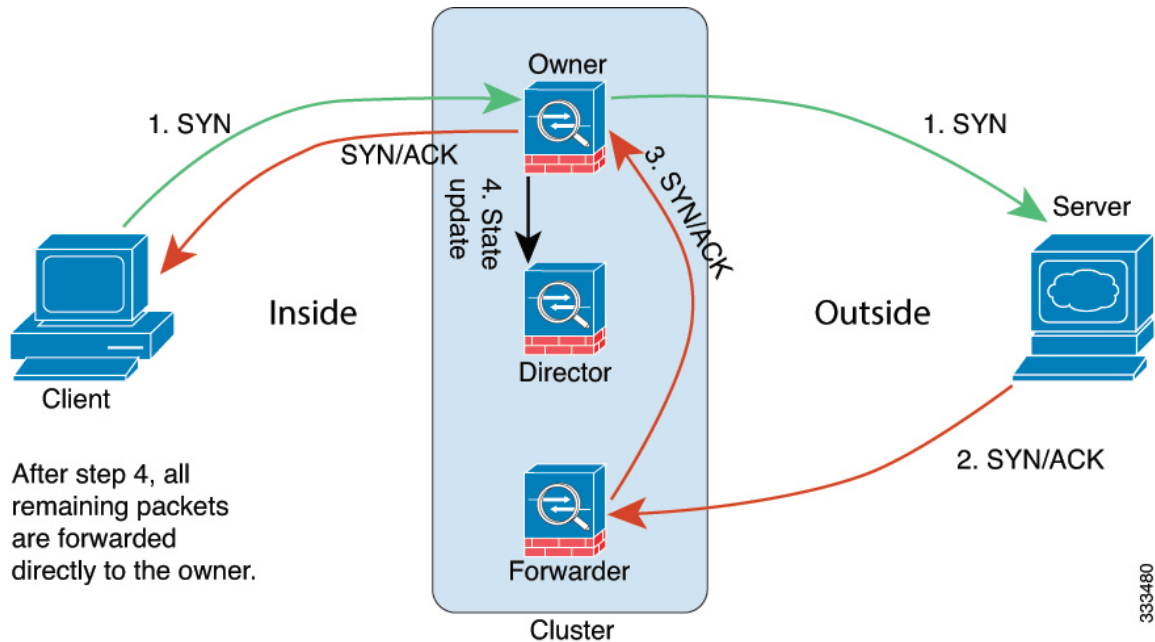 Owner
1. SYN
1. SYN
SYN/ACK
3. SYN/ACK
4. State
update
Server
Inside
Outside
Director
Client
2. SYN/ACK
After step 4, all
remaining packets
are forwarded
directly to the owner.
Forwarder
Cluster
333480